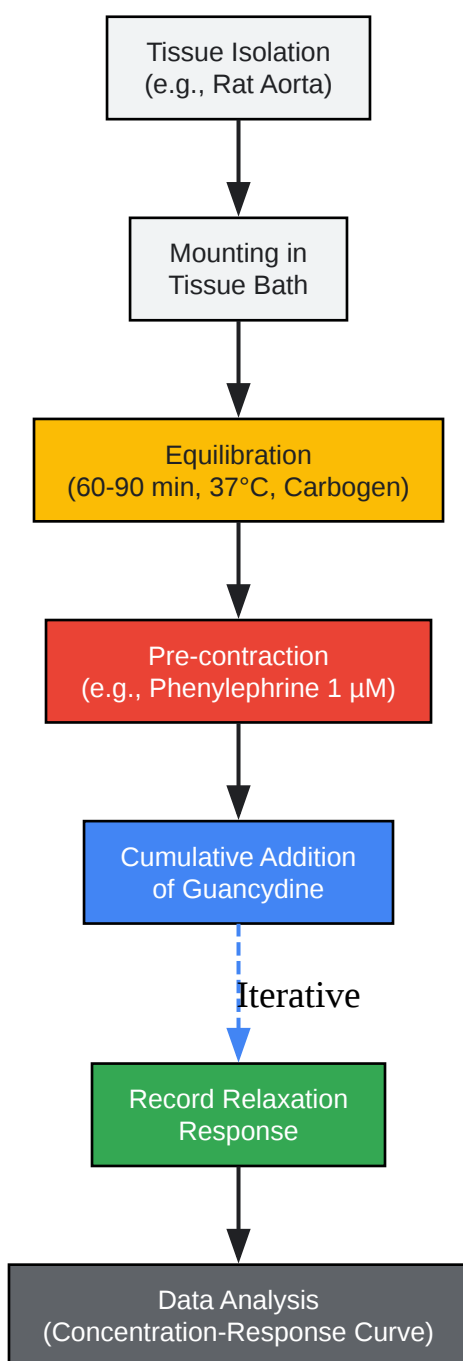 Tissue Isolation
(e.g., Rat Aorta)
Mounting in
Tissue Bath
Equilibration
(60-90 min, 37°C, Carbogen)
Pre-contraction
(e.g., Phenylephrine 1 µM)
Cumulative Addition
of Guancydine
Iterative
Record Relaxation
Response
Data Analysis
(Concentration-Response Curve)